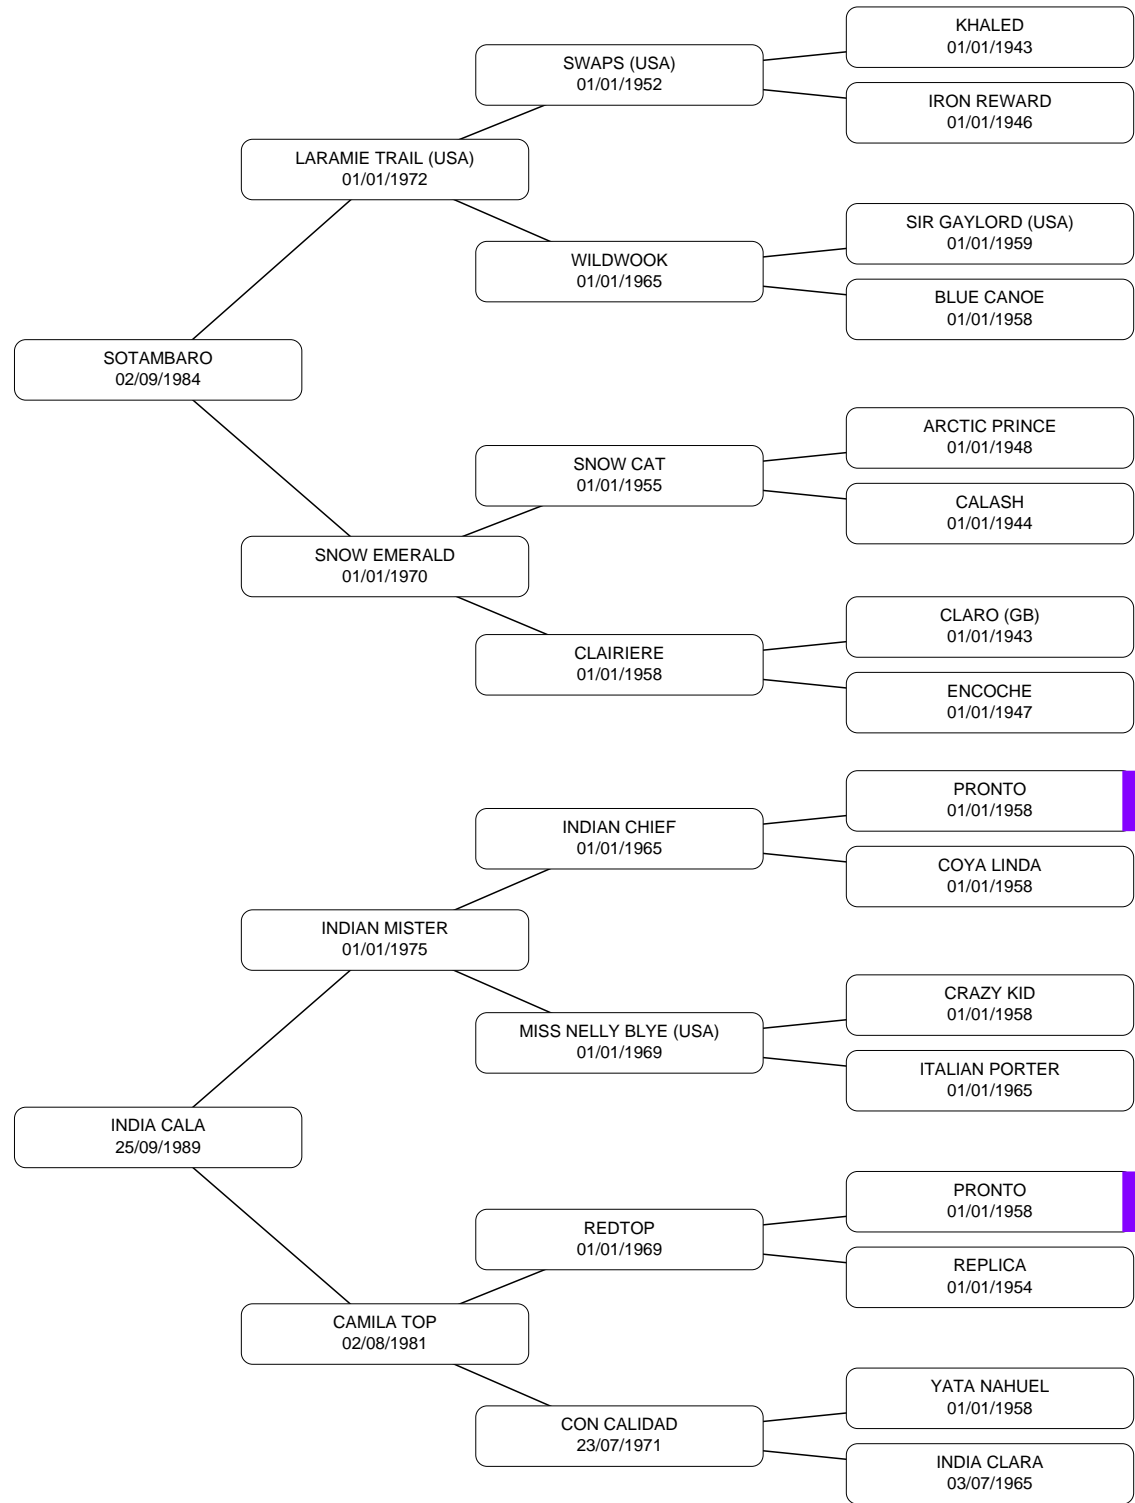 KHALED
01/01/1943
SWAPS (USA)
01/01/1952
IRON REWARD
01/01/1946
LARAMIE TRAIL (USA)
01/01/1972
SIR GAYLORD (USA)
01/01/1959
WILDWOOK
01/01/1965
BLUE CANOE
01/01/1958
SOTAMBARO
02/09/1984
ARCTIC PRINCE
01/01/1948
SNOW CAT
01/01/1955
CALASH
01/01/1944
SNOW EMERALD
01/01/1970
CLARO (GB)
01/01/1943
CLAIRIERE
01/01/1958
ENCOCHE
01/01/1947
PRONTO
01/01/1958
INDIAN CHIEF
01/01/1965
COYA LINDA
01/01/1958
INDIAN MISTER
01/01/1975
CRAZY KID
01/01/1958
MISS NELLY BLYE (USA)
01/01/1969
ITALIAN PORTER
01/01/1965
INDIA CALA
25/09/1989
PRONTO
01/01/1958
REDTOP
01/01/1969
REPLICA
01/01/1954
CAMILA TOP
02/08/1981
YATA NAHUEL
01/01/1958
CON CALIDAD
23/07/1971
INDIA CLARA
03/07/1965